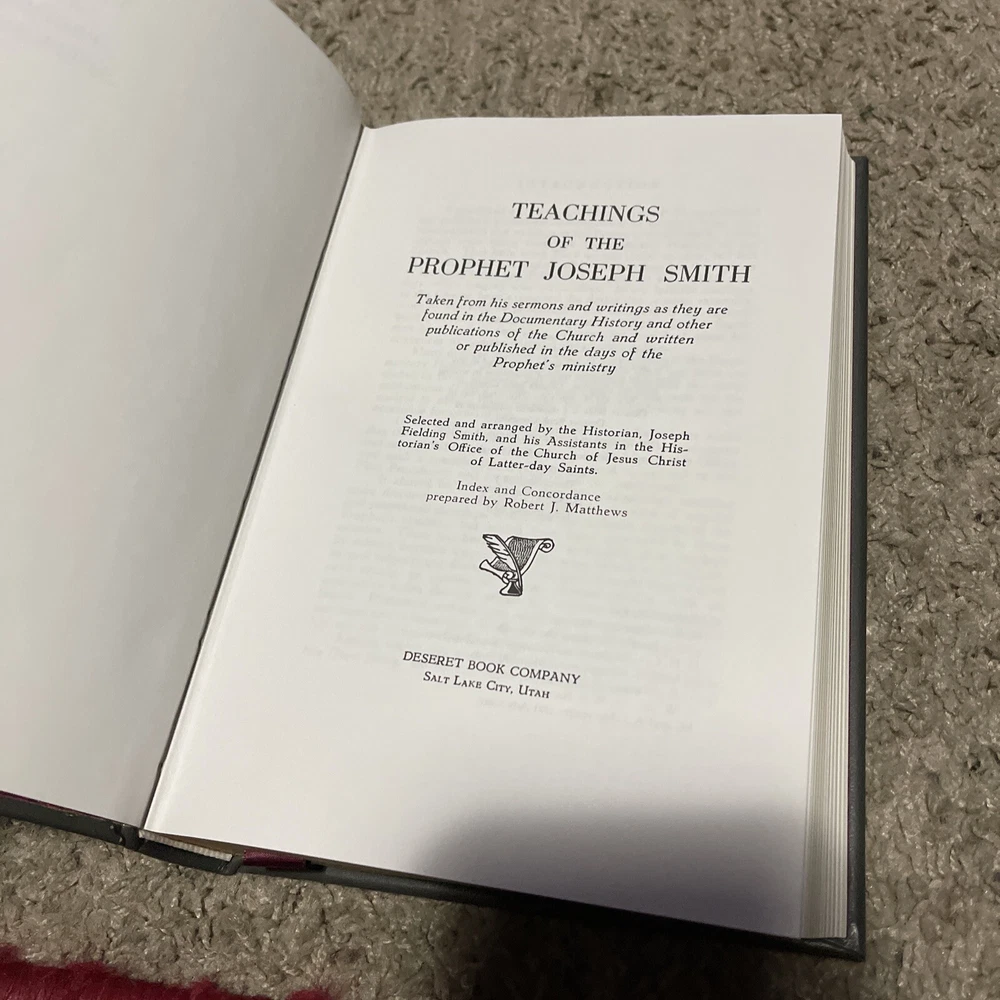 TEACHINGS
OF THE
PROPHET JOSEPH SMITH
Taken from his sermons and writings as they are
found in the Documentary History and other
publications of the Church and written
or published in the days of the
Prophet's ministry
Selected and arranged by the Historian, Joseph
Fielding Smith, and his Assistants in the His-
torian's Office of the Church of Jesus Christ
of Latter-day Saints.
Index and Concordance
prepared by Robert J. Matthews
DESERET BOOK COMPANY
SALT LAKE CITY, UTAH